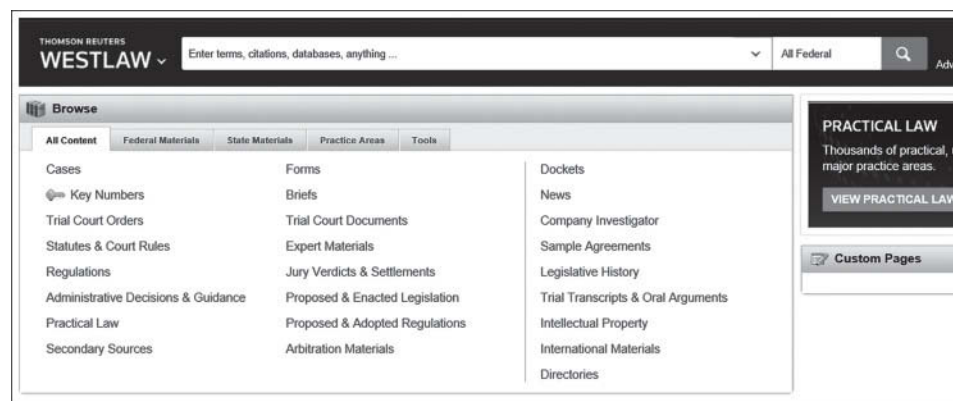 THOMSON REUTERS
WESTLAW
Enter terms, citations, databases, anything ...
All Federal
Browse
All Content
Federal Materials
State Materials
Practice Areas
Tools
Cases
Key Numbers
Trial Court Orders
Statutes & Court Rules
Regulations
Administrative Decisions & Guidance
Practical Law
Secondary Sources
Forms
Briefs
Trial Court Documents
Expert Materials
Jury Verdicts & Settlements
Proposed & Enacted Legislation
Proposed & Adopted Regulations
Arbitration Materials
Dockets
News
Company Investigator
Sample Agreements
Legislative History
Trial Transcripts & Oral Arguments
Intellectual Property
International Materials
Directories
PRACTICAL LAW
Thousands of practical,
major practice areas.
VIEW PRACTICAL LAW
Custom Pages